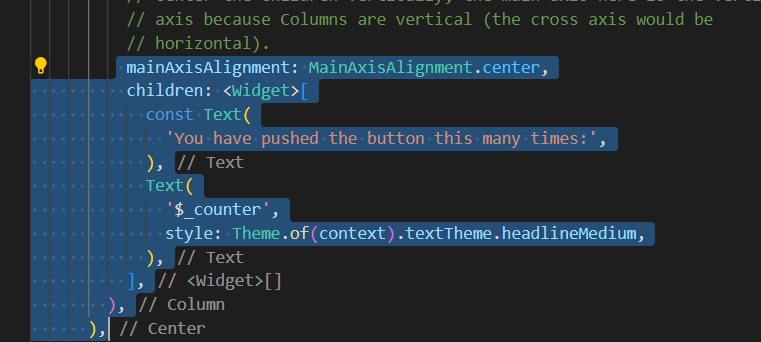 // axis because Columns are vertical (the cross axis would be
// horizontal).
mainAxisAlignment: MainAxisAlignment.center,
children: <Widget>[
const Text(
'You have pushed the button this many times:',
), // Text
Text(
'$_counter',
style: Theme.of(context).textTheme.headlineMedium,
), // Text
], // <Widget>[]
), // Column
), // Center